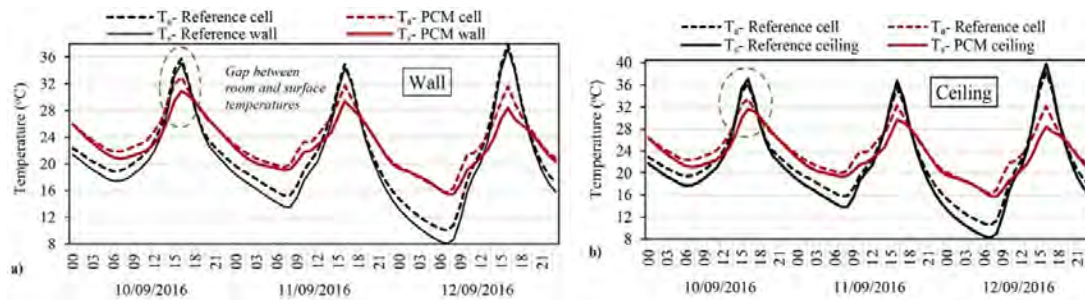 Tₐ- Reference cell Tₐ- PCM cell
Tₛ- Reference wall Tₛ- PCM wall
Temperature (°C)
36
32
28
24
20
16
12
8
Gap between
room and surface
temperatures
Wall
a)
00 03 06 09 12 15 18 21 00 03 06 09 12 15 18 21 00 03 06 09 12 15 18 21
10/09/2016 11/09/2016 12/09/2016
Tₐ- Reference cell Tₐ- PCM cell
Tₛ- Reference ceiling Tₛ- PCM ceiling
Temperature (°C)
40
36
32
28
24
20
16
12
8
Ceiling
b)
00 03 06 09 12 15 18 21 00 03 06 09 12 15 18 21 00 03 06 09 12 15 18 21
10/09/2016 11/09/2016 12/09/2016